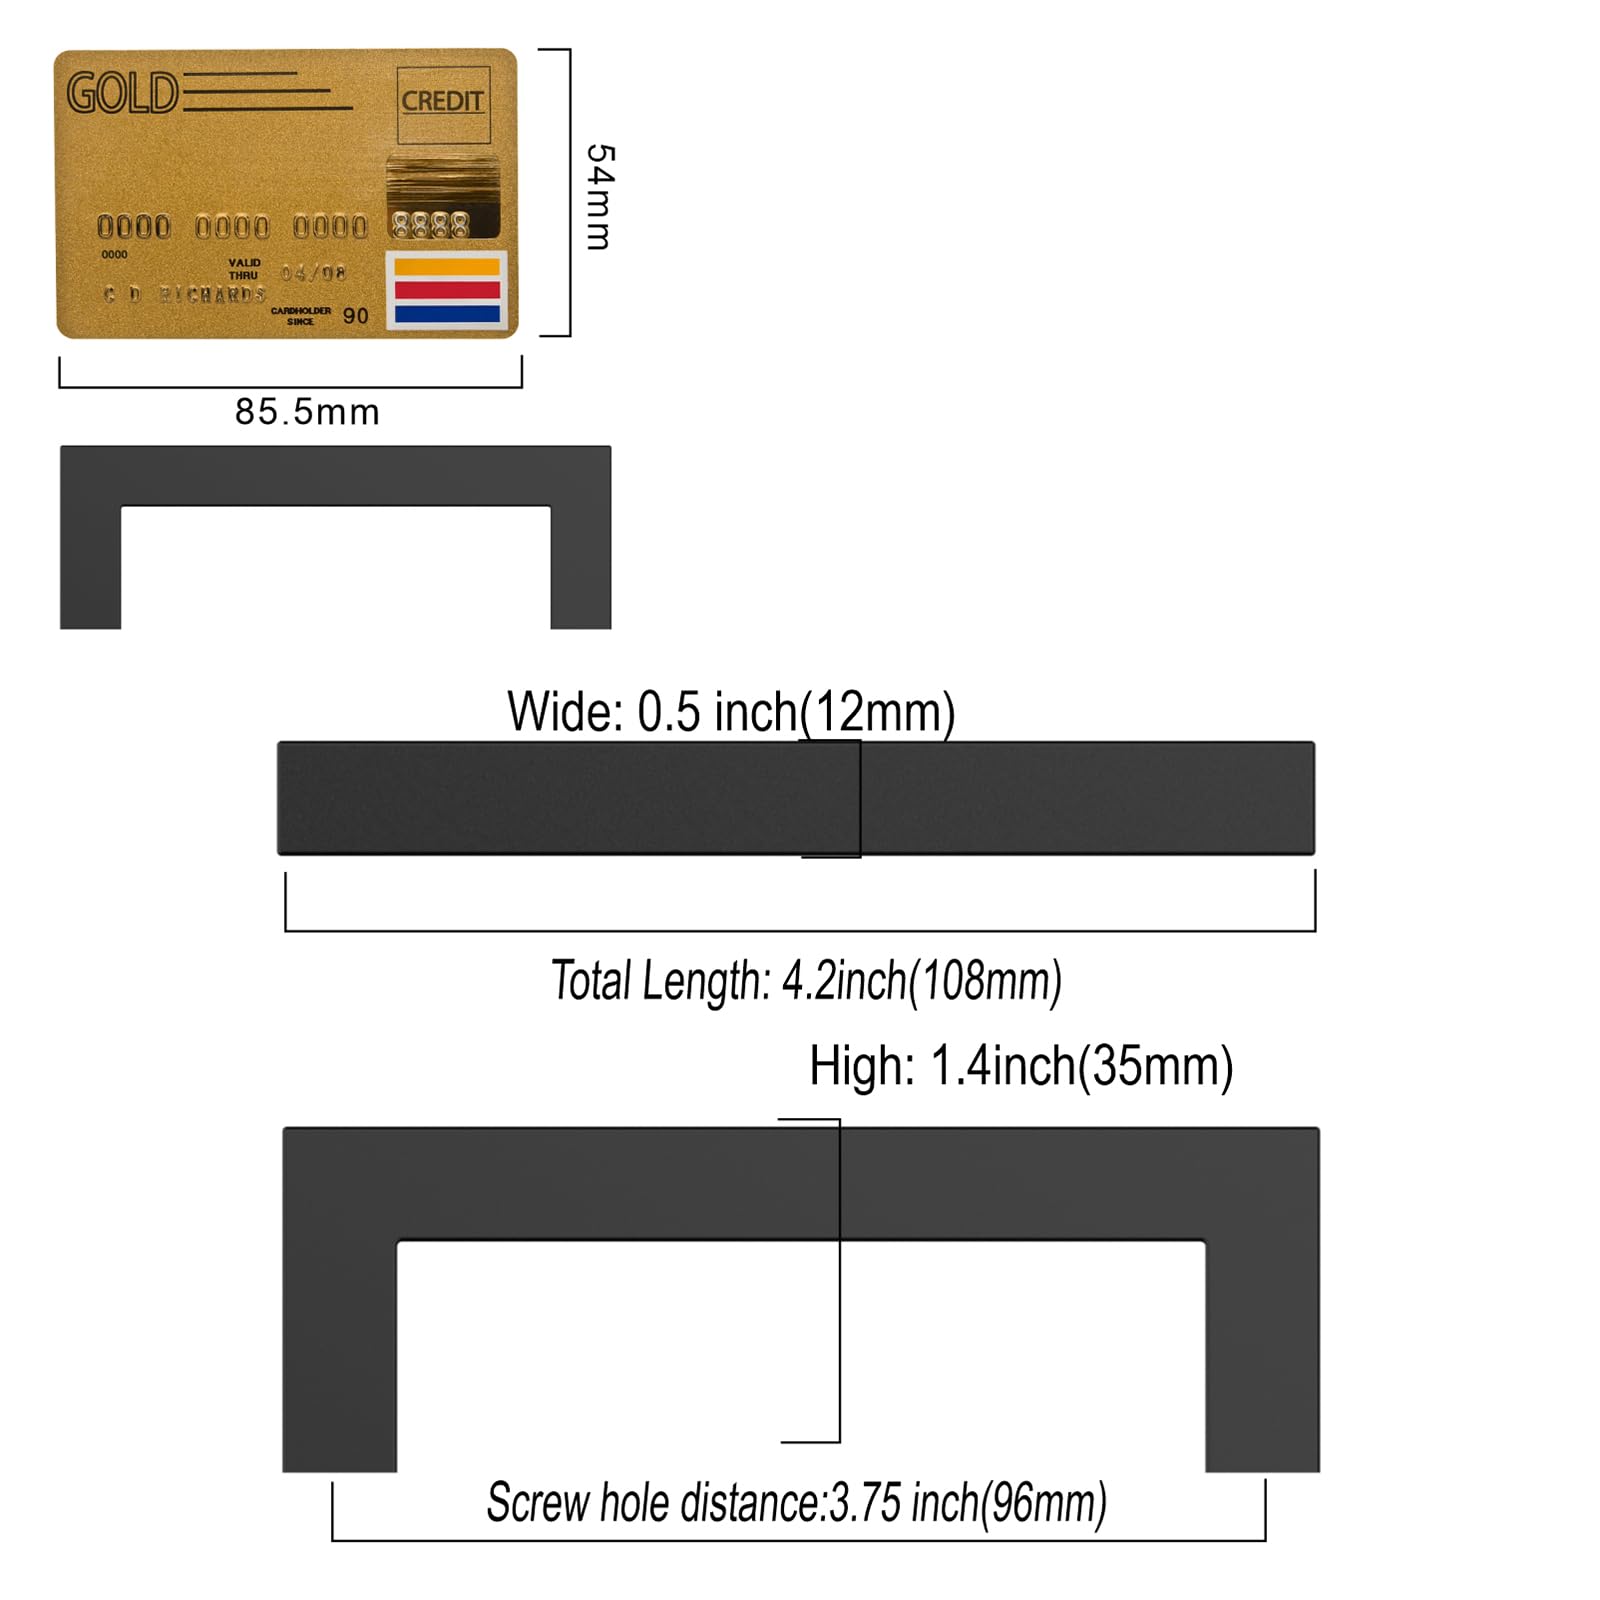 GOLD
CREDIT
54mm
0000 0000 0000 8888
0000
VALID
THRU 04/08
C D RICHARDS
CARDHOLDER
SINCE 90
85.5mm
Wide: 0.5 inch(12mm)
Total Length: 4.2inch(108mm)
High: 1.4inch(35mm)
Screw hole distance:3.75 inch(96mm)